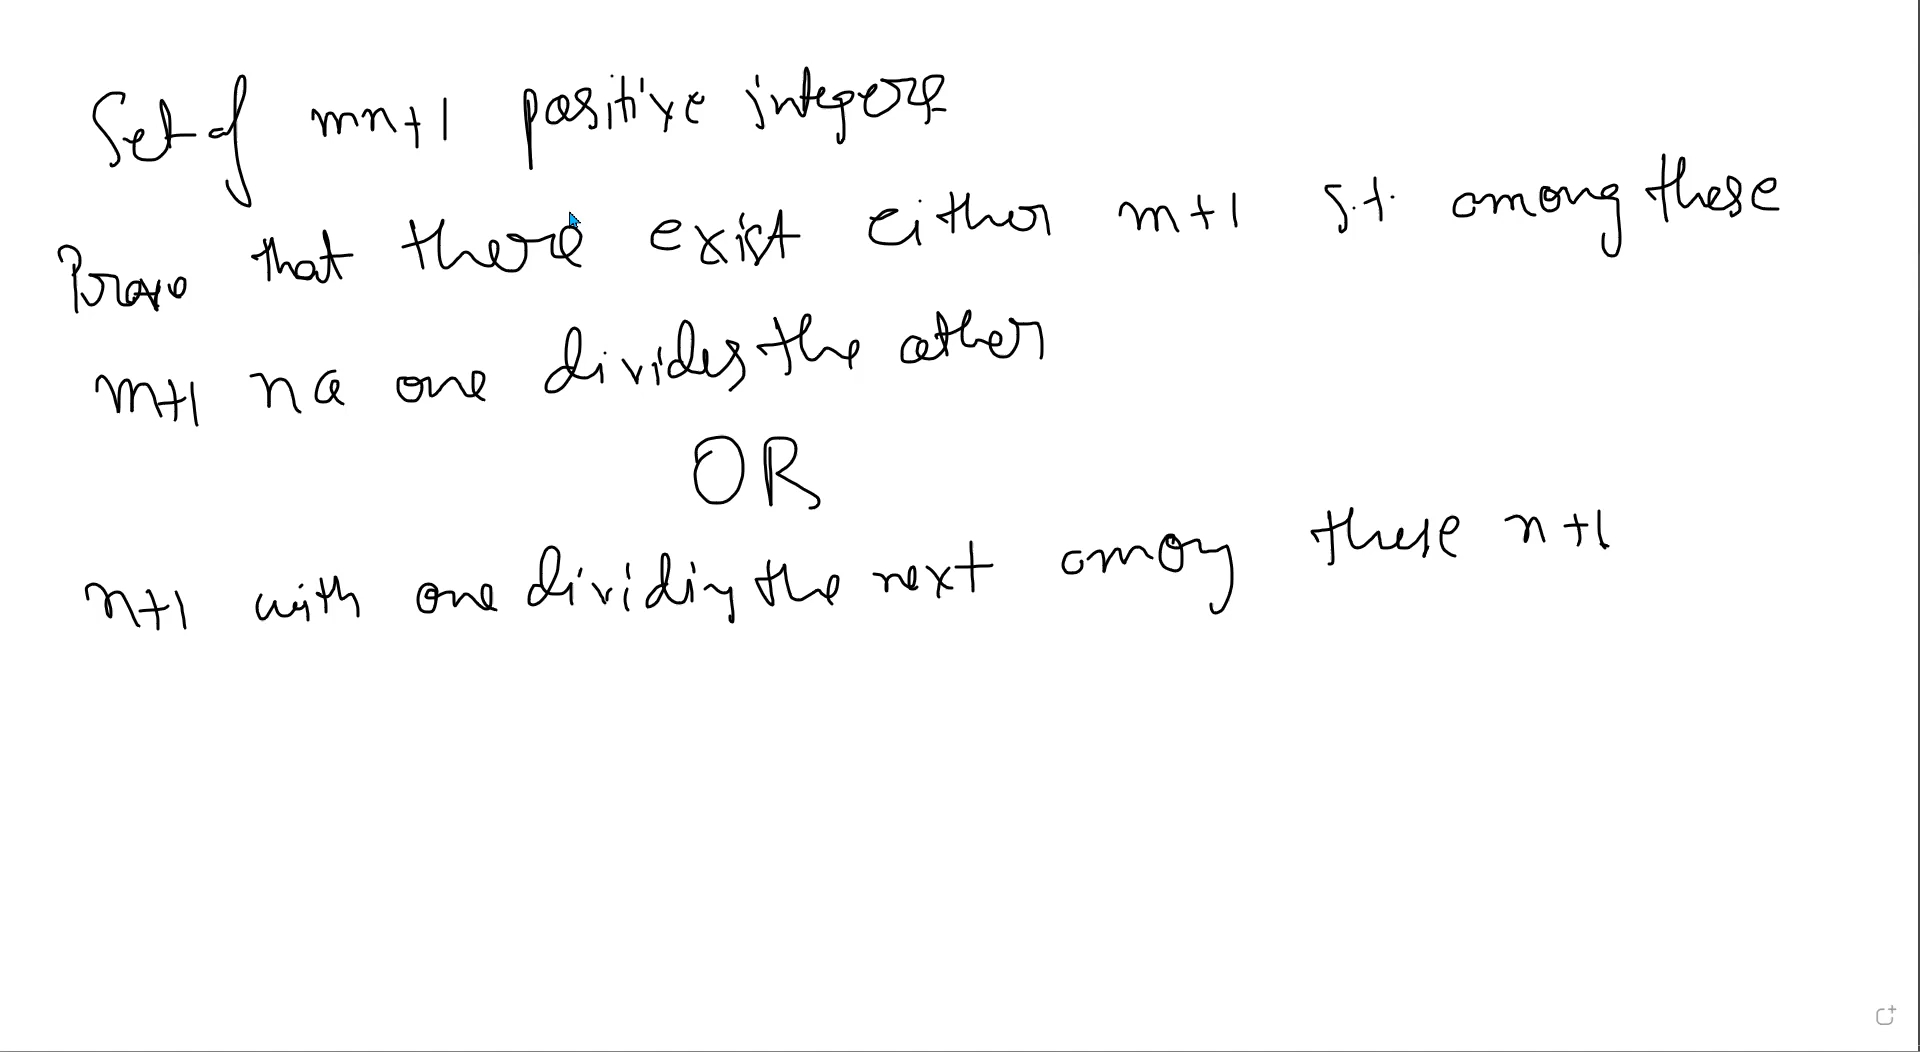 Set of mn+1 positive integers
Prove that there exist either m+1 s.t. among these
m+1 no one divides the other
OR
n+1 with one dividing the next among these n+1